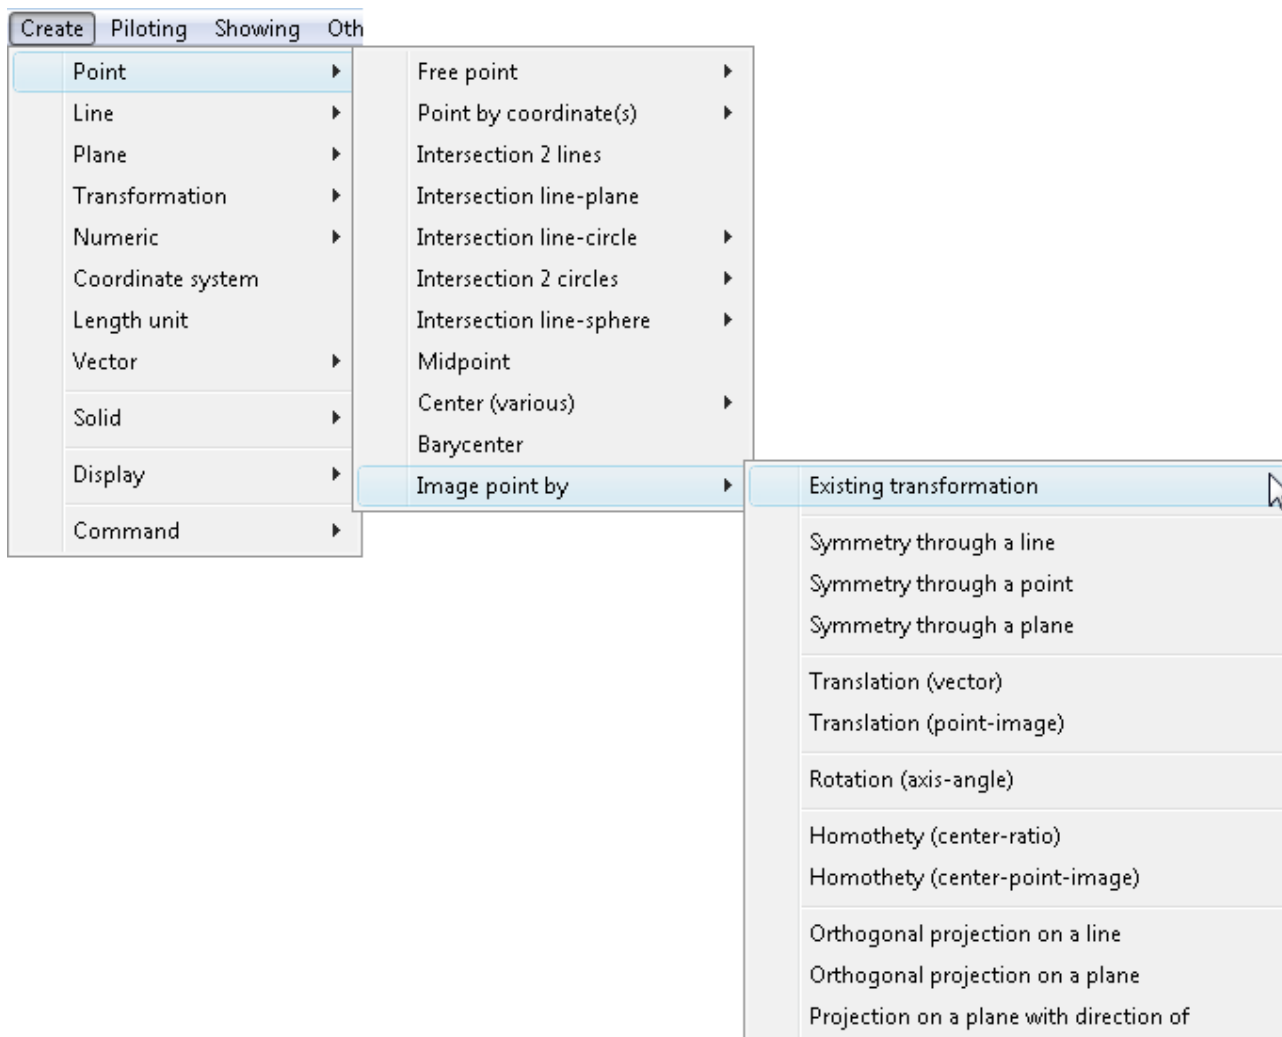 Create Piloting Showing Oth
Point
Line
Plane
Transformation
Numeric
Coordinate system
Length unit
Vector
Solid
Display
Command
Free point
Point by coordinate(s)
Intersection 2 lines
Intersection line-plane
Intersection line-circle
Intersection 2 circles
Intersection line-sphere
Midpoint
Center (various)
Barycenter
Image point by
Existing transformation
Symmetry through a line
Symmetry through a point
Symmetry through a plane
Translation (vector)
Translation (point-image)
Rotation (axis-angle)
Homothety (center-ratio)
Homothety (center-point-image)
Orthogonal projection on a line
Orthogonal projection on a plane
Projection on a plane with direction of